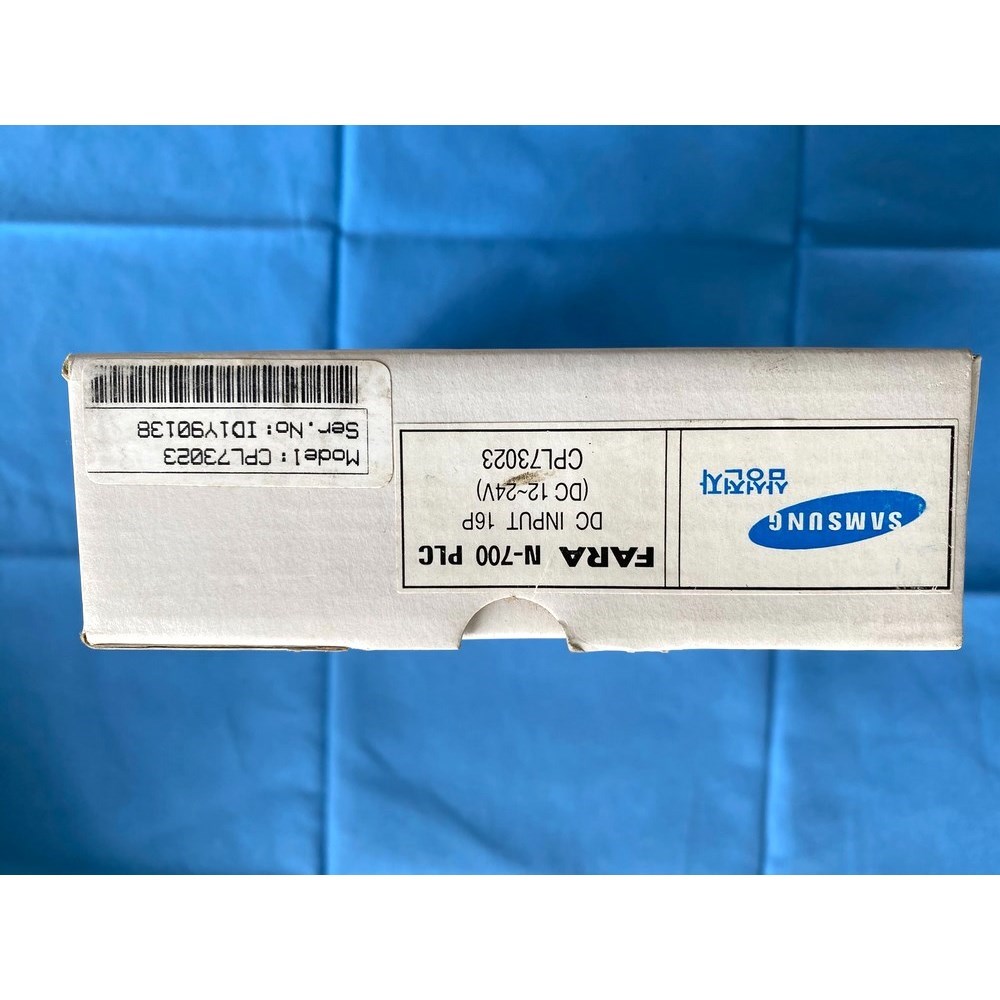 SAMSUNG
삼성전자
FARA N-700 PLC
DC INPUT 16P
(DC 12~24V)
CPL73023
Model: CPL73023
Ser.No: ID1Y90138